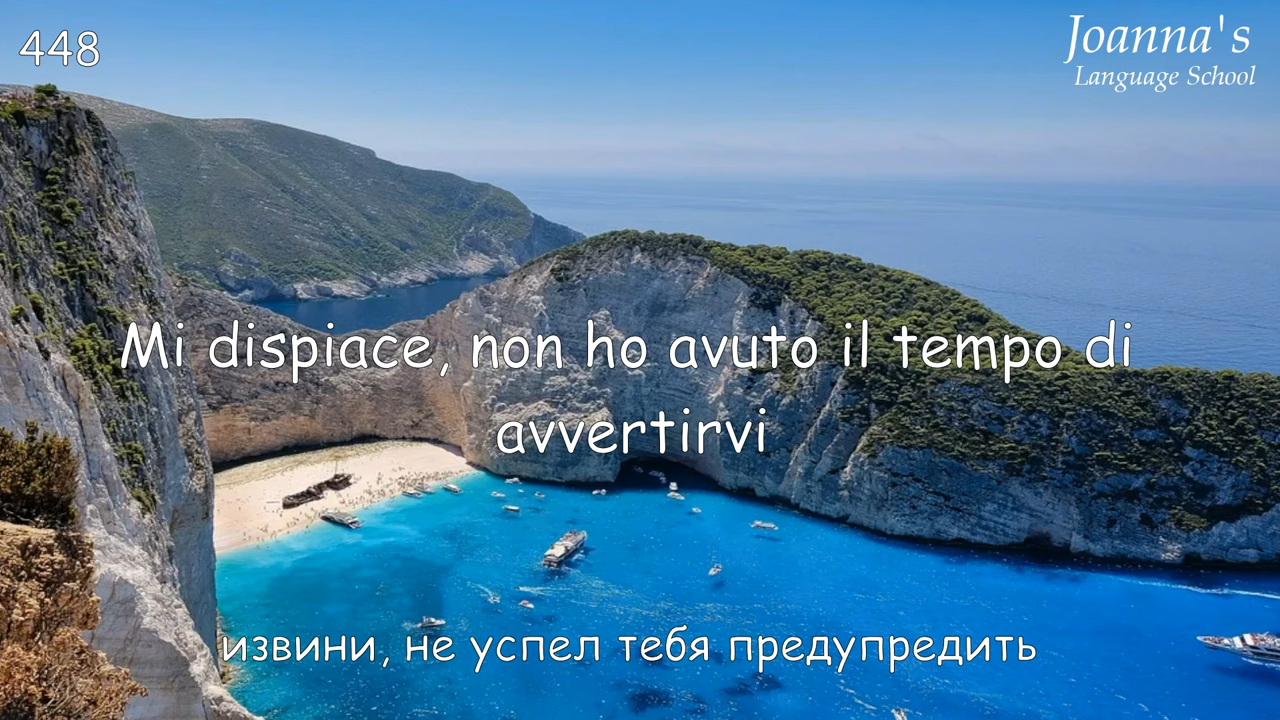 448
Joanna's
Language School
Mi dispiace, non ho avuto il tempo di
avvertirvi
извини, не успел тебя предупредить